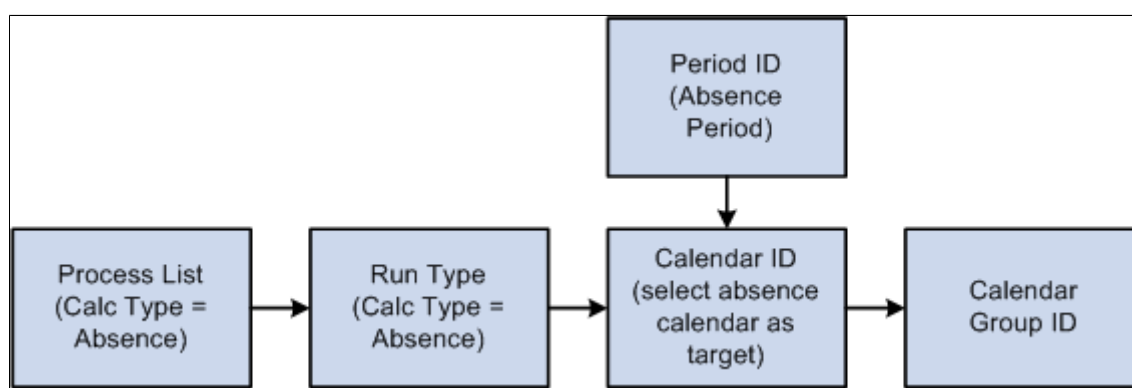 Period ID
(Absence
Period)
Process List
(Calc Type =
Absence)
Run Type
(Calc Type =
Absence)
Calendar ID
(select absence
calendar as
target)
Calendar
Group ID